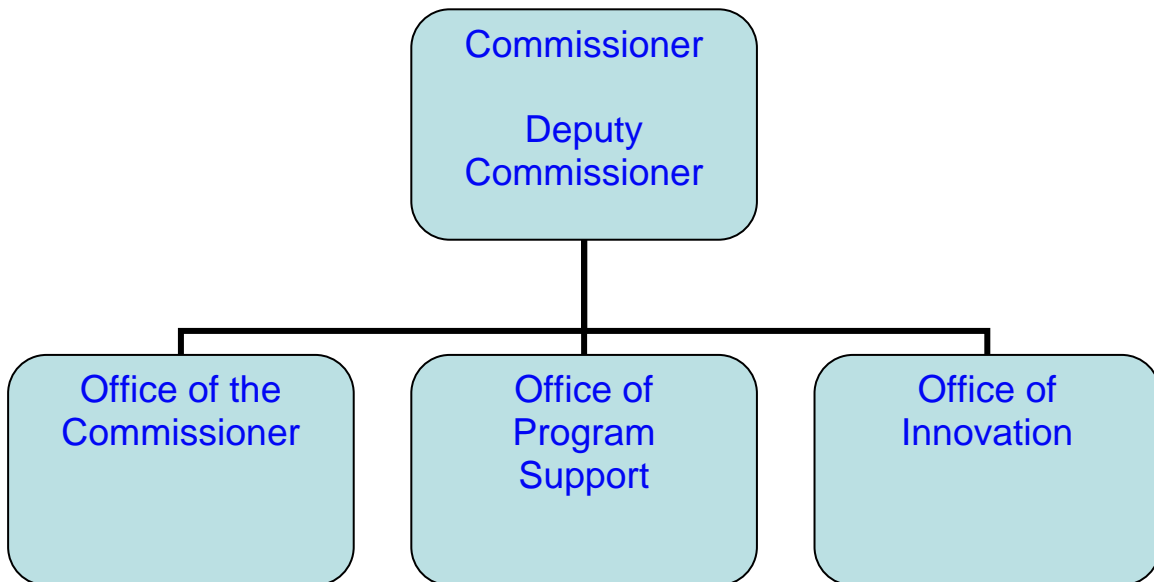 Commissioner
Deputy
Commissioner
Office of the
Commissioner
Office of
Program
Support
Office of
Innovation